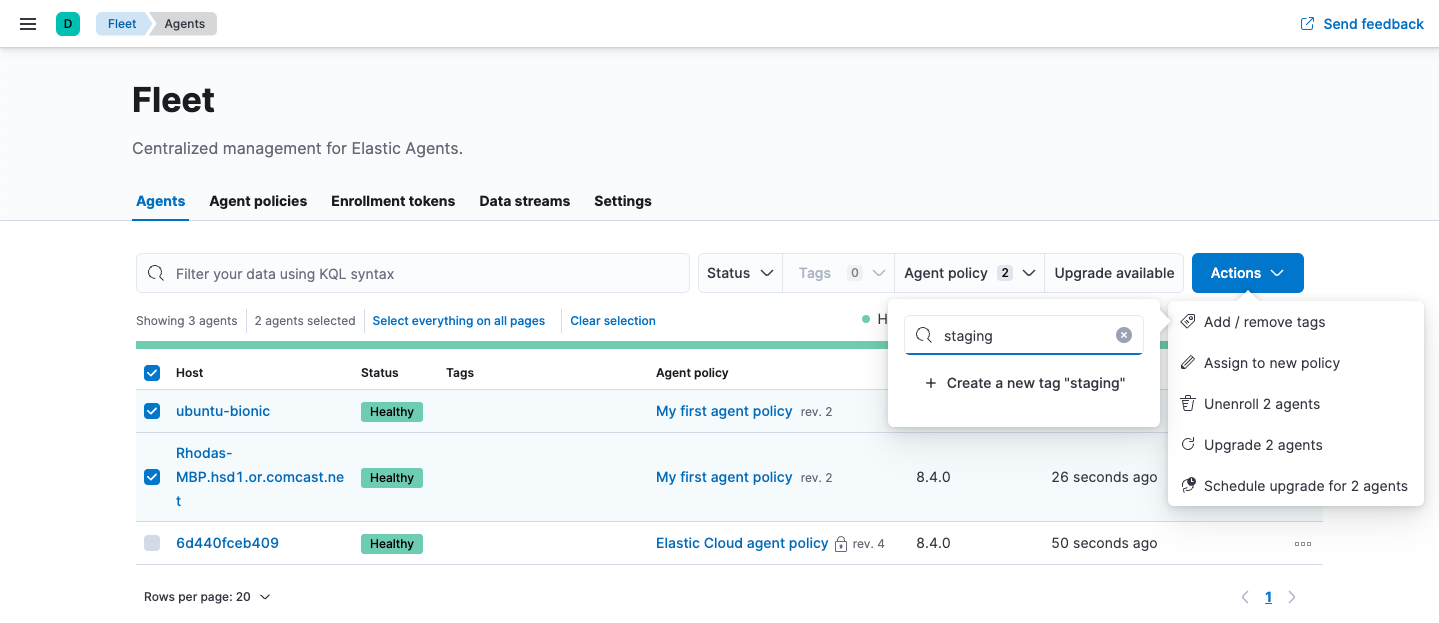 D Fleet Agents Send feedback
Fleet
Centralized management for Elastic Agents.
Agents Agent policies Enrollment tokens Data streams Settings
Filter your data using KQL syntax Status Tags 0 Agent policy 2 Upgrade available Actions
Showing 3 agents 2 agents selected Select everything on all pages Clear selection H
staging
Create a new tag "staging"
Add / remove tags
Assign to new policy
Unenroll 2 agents
Upgrade 2 agents
Schedule upgrade for 2 agents
Host Status Tags Agent policy
ubuntu-bionic Healthy My first agent policy rev. 2
Rhodas-
MBP.hsd1.or.comcast.ne Healthy My first agent policy rev. 2 8.4.0 26 seconds ago
t
6d440fceb409 Healthy Elastic Cloud agent policy rev. 4 8.4.0 50 seconds ago
Rows per page: 20 1